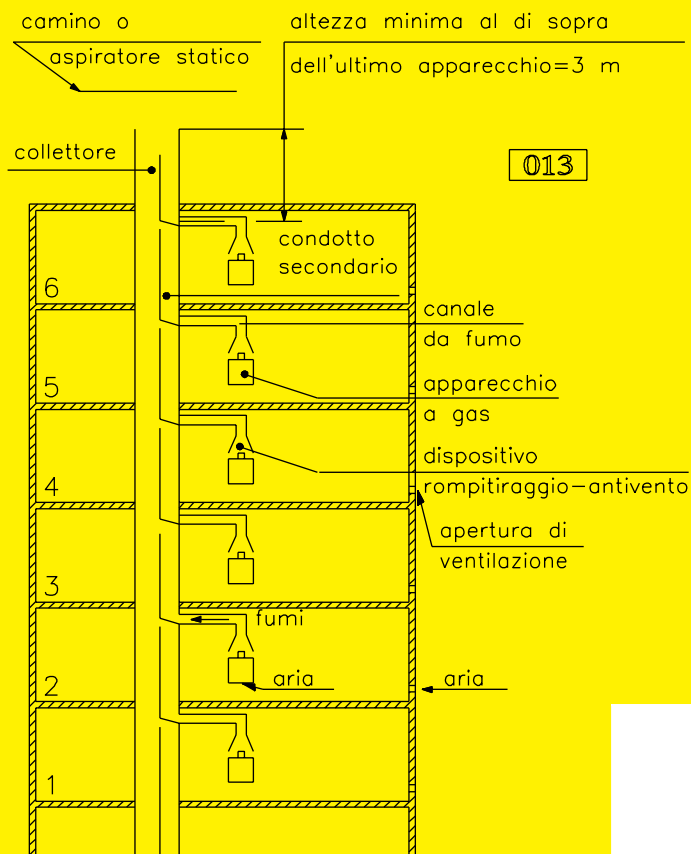 camino o
aspiratore statico
altezza minima al di sopra
dell'ultimo apparecchio=3 m
collettore
013
condotto
secondario
6
canale
da fumo
5
apparecchio
a gas
dispositivo
rompitiraggio-antivento
4
apertura di
ventilazione
3
fumi
2
aria
aria
1